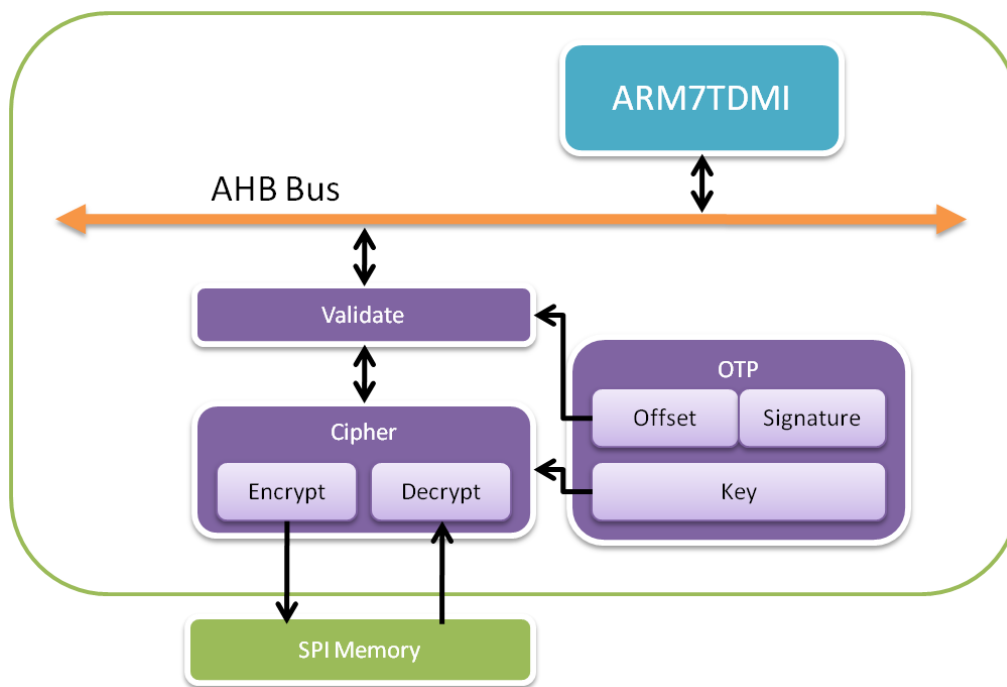 ARM7TDMI
AHB Bus
Validate
OTP
Offset
Signature
Cipher
Encrypt
Decrypt
Key
SPI Memory